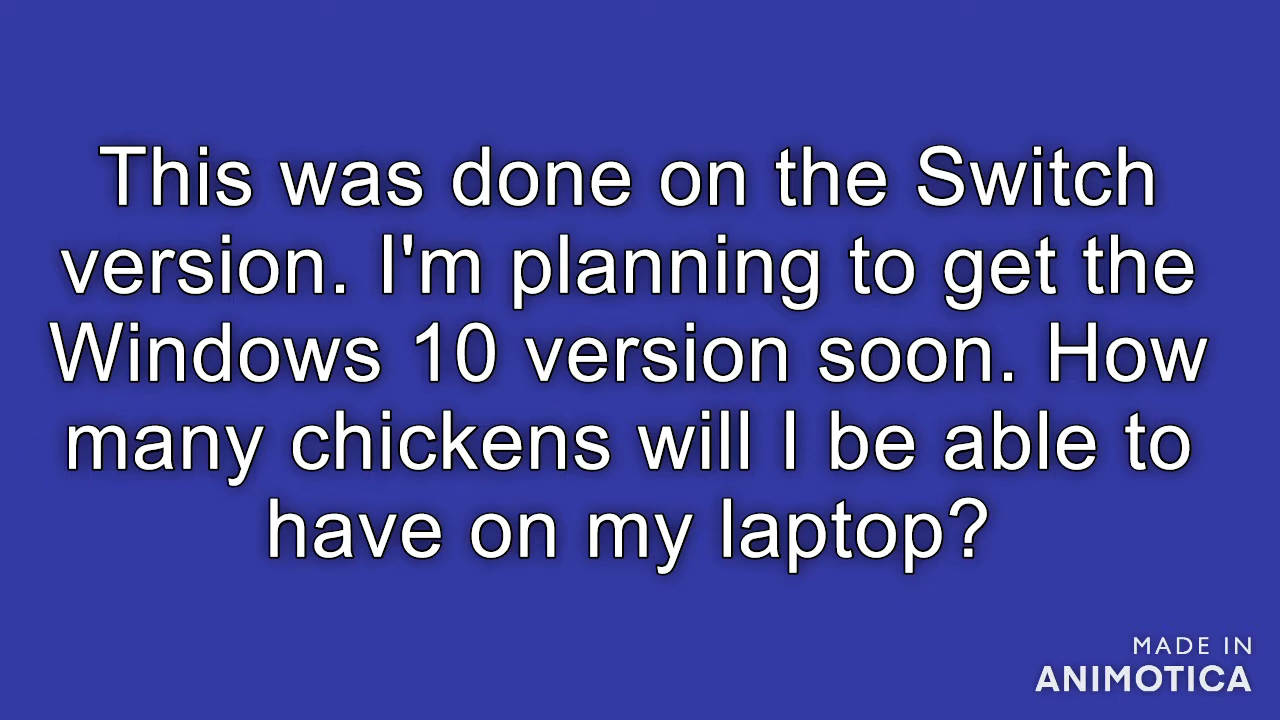 This was done on the Switch
version. I'm planning to get the
Windows 10 version soon. How
many chickens will I be able to
have on my laptop?
MADE IN
ANIMOTICA